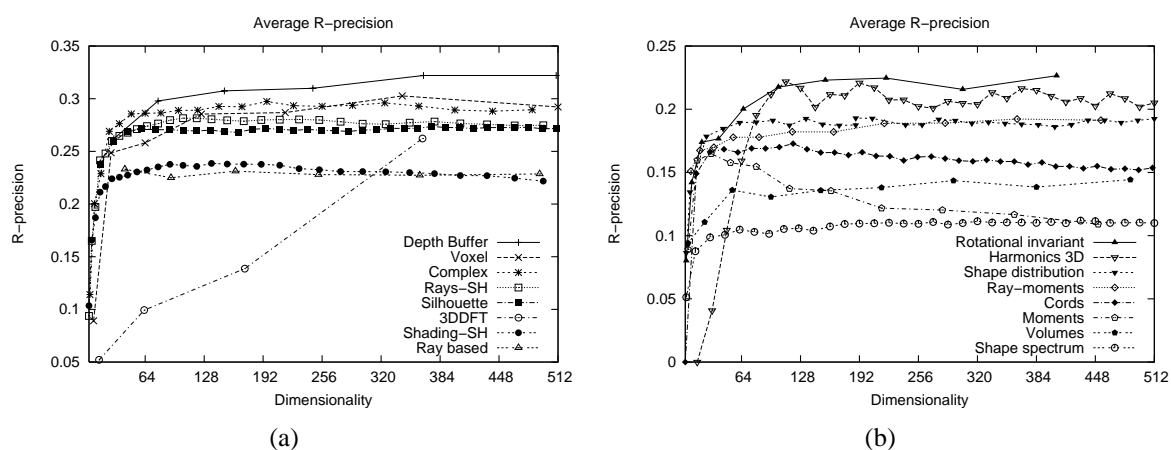 Average R−precision
0.35
0.3
0.25
0.2
0.15
0.1
0.05
R−precision
Depth Buffer
Voxel
Complex
Rays−SH
Silhouette
3DDFT
Shading−SH
Ray based
64 128 192 256 320 384 448 512
Dimensionality
(a)
Average R−precision
0.25
0.2
0.15
0.1
0.05
0
R−precision
Rotational invariant
Harmonics 3D
Shape distribution
Ray−moments
Cords
Moments
Volumes
Shape spectrum
64 128 192 256 320 384 448 512
Dimensionality
(b)